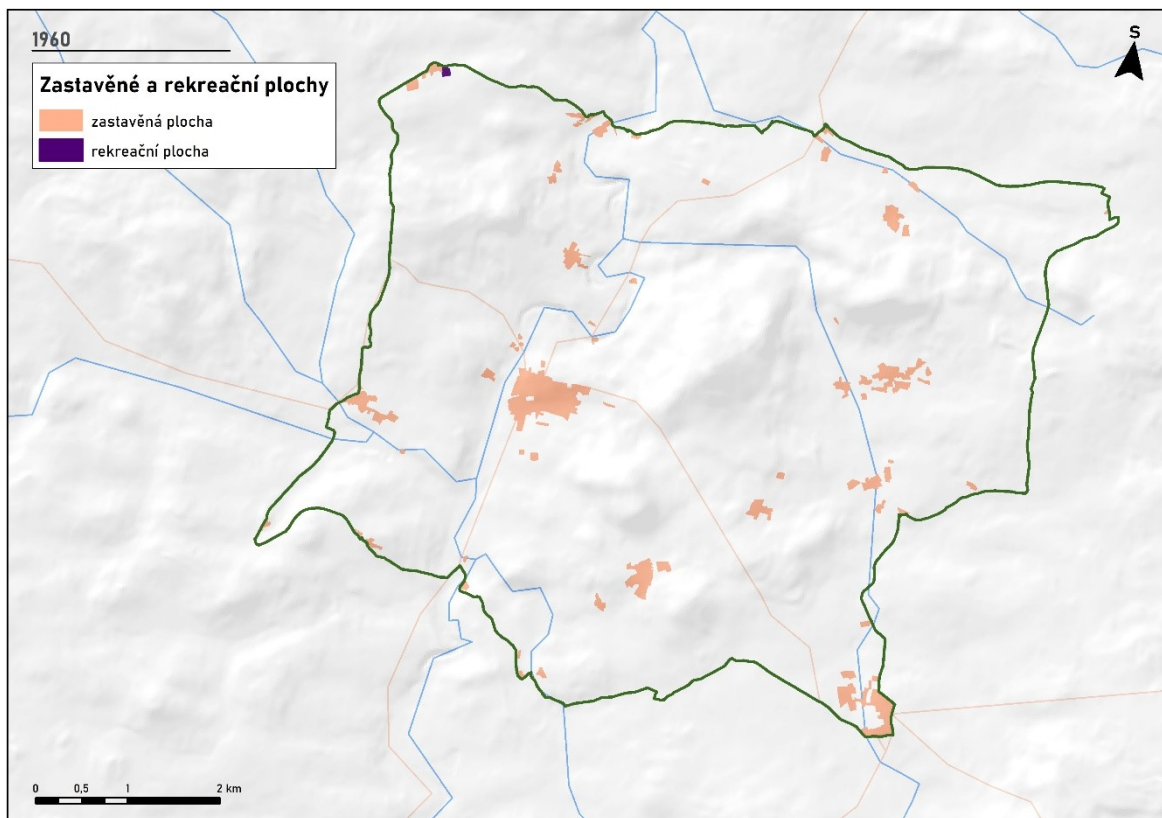 1960
S
Zastavěné a rekreační plochy
zastavěná plocha
rekreační plocha
0 0,5 1 2 km